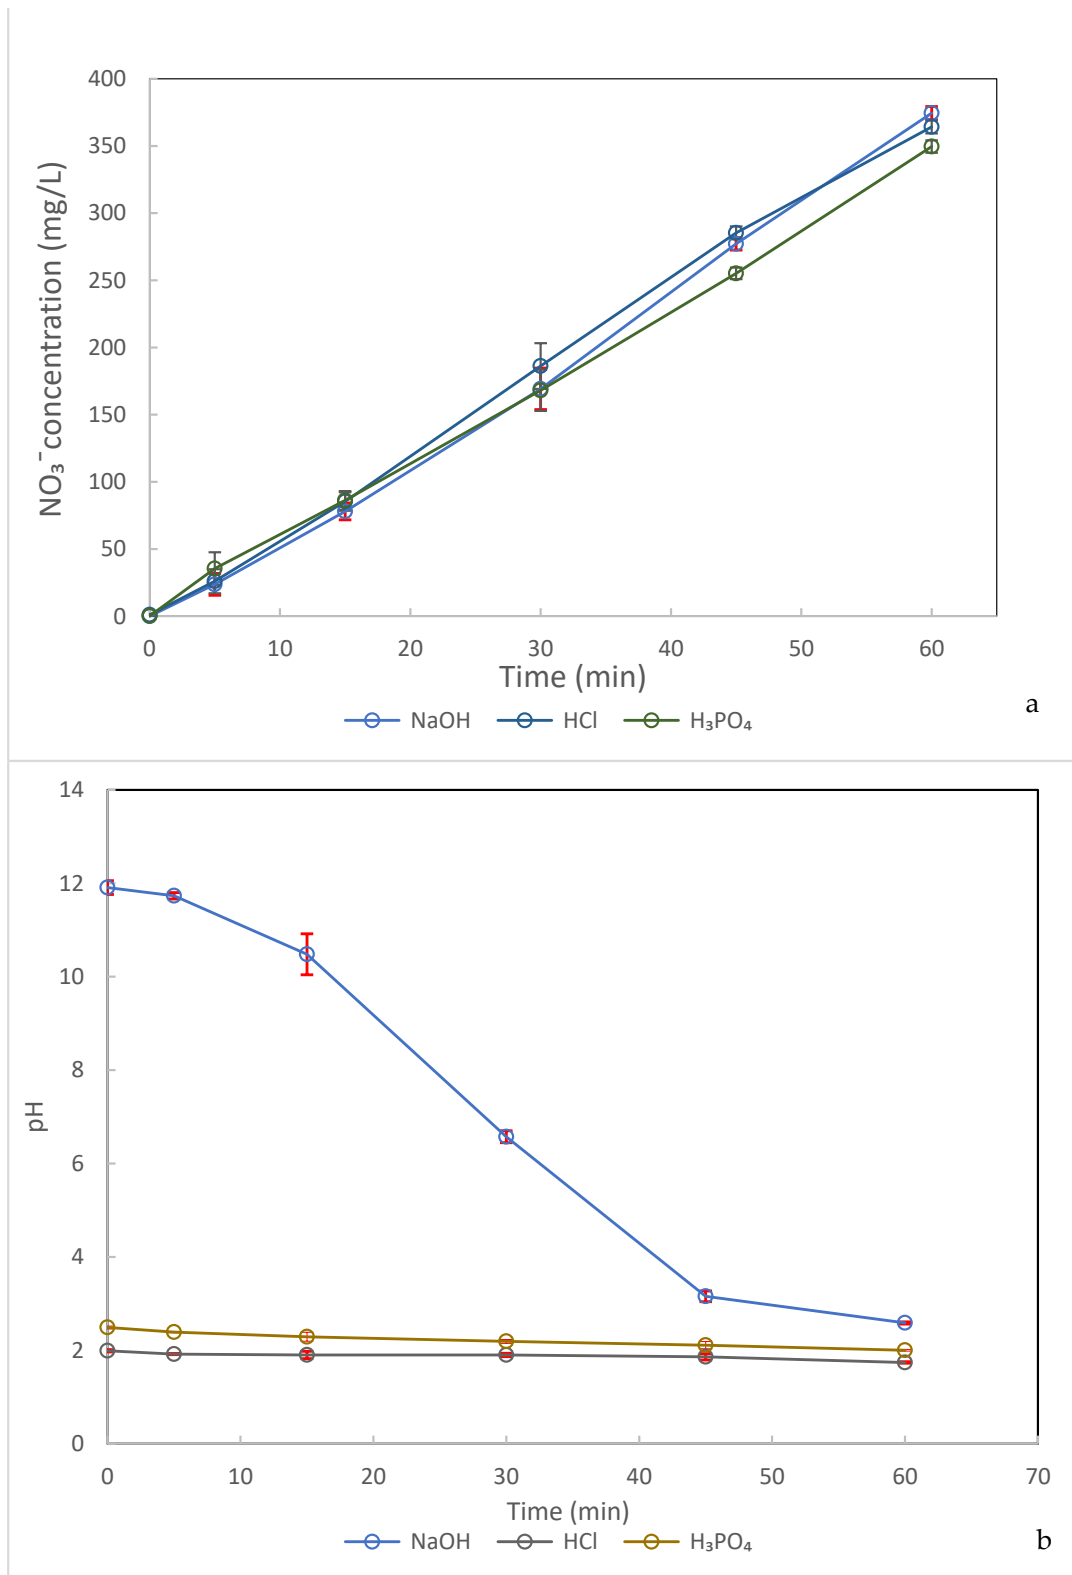 400
350
300
250
200
150
100
50
0
NO₃⁻ concentration (mg/L)
0 10 20 30 40 50 60
Time (min)
NaOH HCl H₃PO₄
a
14
12
10
8
6
4
2
0
pH
0 10 20 30 40 50 60 70
Time (min)
NaOH HCl H₃PO₄
b